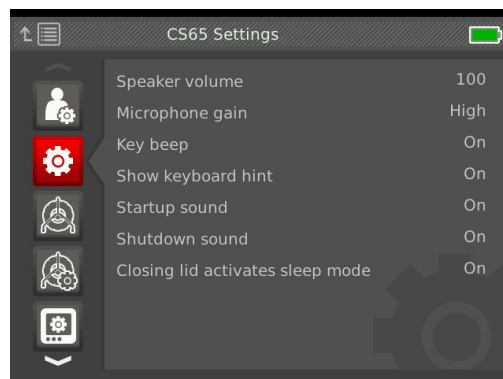 CS65 Settings
Speaker volume 100
Microphone gain High
Key beep On
Show keyboard hint On
Startup sound On
Shutdown sound On
Closing lid activates sleep mode On